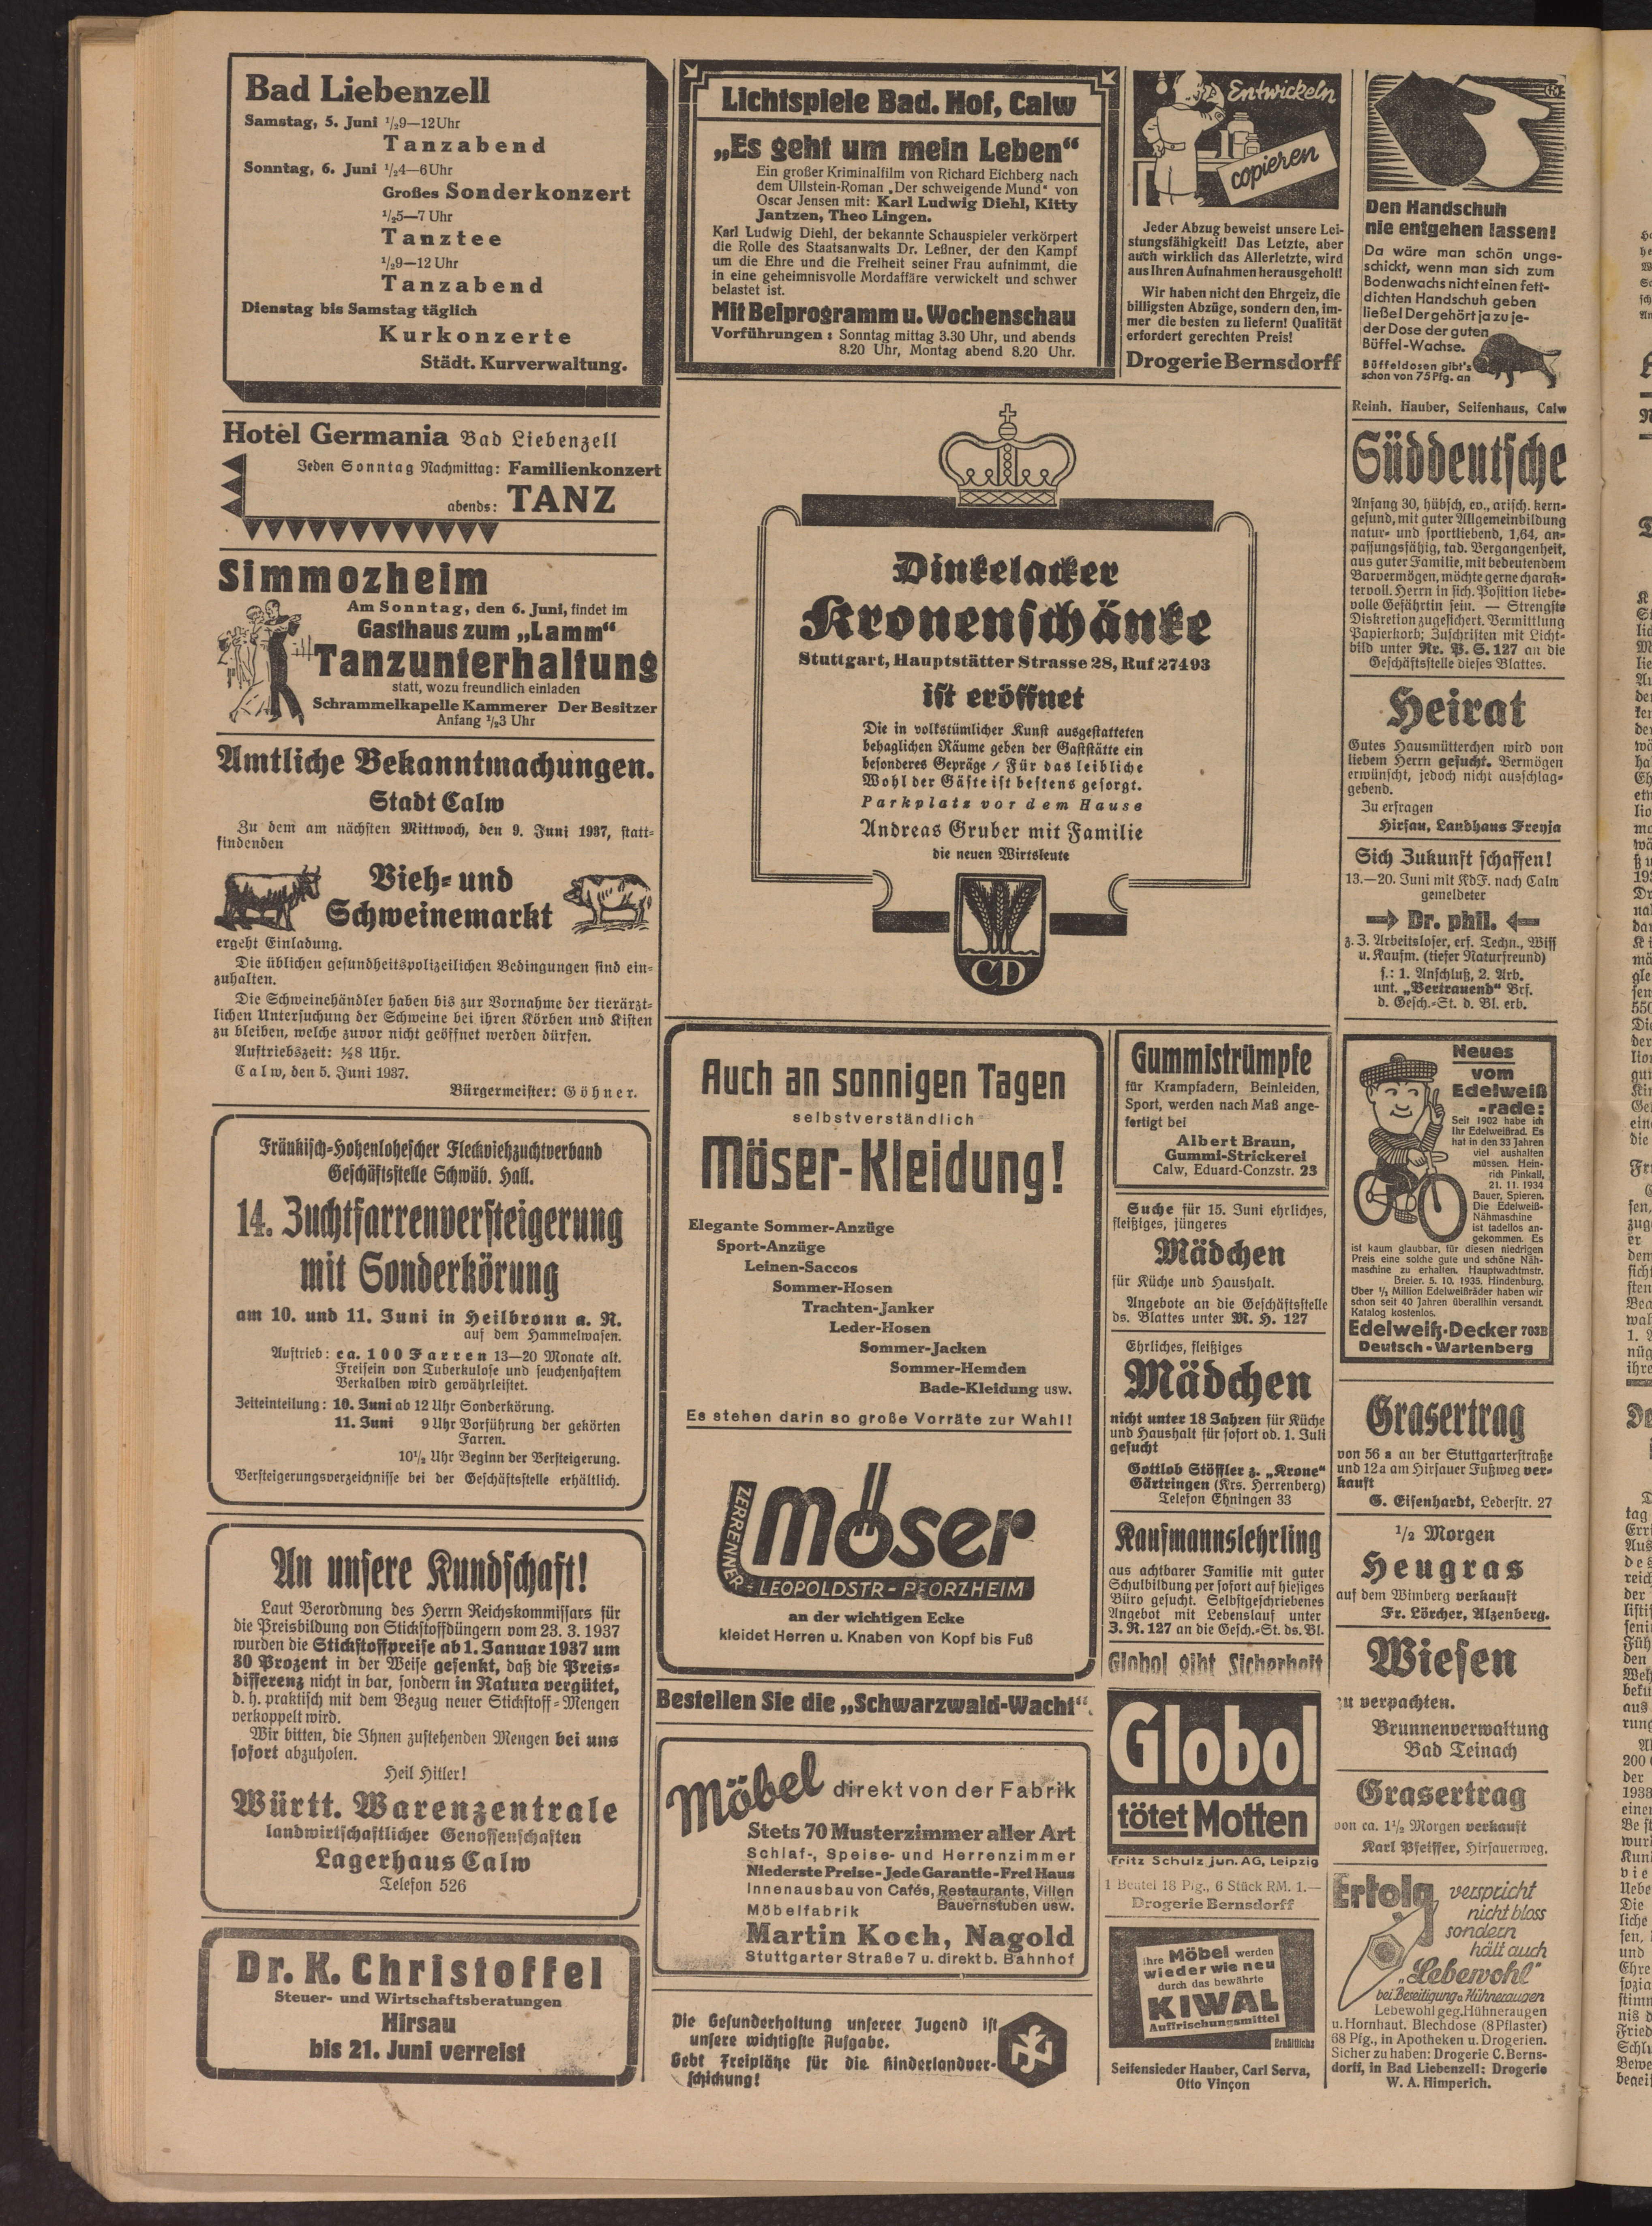 Bad Liebenzell
Samstag, 5. Juni ½9—12 Uhr
Tanzabend
Sonntag, 6. Juni ½4—6 Uhr
Großes Sonderkonzert
½5—7 Uhr
Tanztee
½9—12 Uhr
Tanzabend
Dienstag bis Samstag täglich
Kurkonzerte
Städt. Kurverwaltung.
Hotel Germania Bad Liebenzell
Jeden Sonntag Nachmittag: Familienkonzert
abends: TANZ
Simmozheim
Am Sonntag, den 6. Juni, findet im
Gasthaus zum „Lamm“
Tanzunterhaltung
statt, wozu freundlich einladen
Schrammelkapelle Kammerer Der Besitzer
Anfang ½3 Uhr
Amtliche Bekanntmachungen.
Stadt Calw
Zu dem am nächsten Mittwoch, den 9. Juni 1937, statt-
findenden
Vieh- und
Schweinemarkt
ergeht Einladung.
Die üblichen gesundheitspolizeilichen Bedingungen sind ein-
zuhalten.
Die Schweinehändler haben bis zur Vornahme der tierärzt-
lichen Untersuchung der Schweine bei ihren Körben und Kisten
zu bleiben, welche zuvor nicht geöffnet werden dürfen.
Auftriebszeit: ½8 Uhr.
Calw, den 5. Juni 1937.
Bürgermeister: Göhner.
Fränkisch-Hohenlohescher Fleckviehzuchtverband
Geschäftsstelle Schwäb. Hall.
14. Zuchtfarrenversteigerung
mit Sonderkörung
am 10. und 11. Juni in Heilbronn a. N.
auf dem Hammelwasen.
Auftrieb: ca. 100 Farren 13—20 Monate alt.
Freisein von Tuberkulose und seuchenhaftem
Verkalben wird gewährleistet.
Zeiteinteilung: 10. Juni ab 12 Uhr Sonderkörung.
11. Juni 9 Uhr Vorführung der gekörten
Farren.
10½ Uhr Beginn der Versteigerung.
Versteigerungsverzeichnisse bei der Geschäftsstelle erhältlich.
An unsere Kundschaft!
Laut Verordnung des Herrn Reichskommissars für
die Preisbildung von Stickstoffdüngern vom 23. 3. 1937
wurden die Stickstoffpreise ab 1. Januar 1937 um
30 Prozent in der Weise gesenkt, daß die Preis-
differenz nicht in bar, sondern in Natura vergütet,
d. h. praktisch mit dem Bezug neuer Stickstoff-Mengen
verkoppelt wird.
Wir bitten, die Ihnen zustehenden Mengen bei uns
sofort abzuholen.
Heil Hitler!
Württ. Warenzentrale
landwirtschaftlicher Genossenschaften
Lagerhaus Calw
Telefon 526
Dr. K. Christoffel
Steuer- und Wirtschaftsberatungen
Hirsau
bis 21. Juni verreist
Lichtspiele Bad. Hof, Calw
„Es geht um mein Leben“
Ein großer Kriminalfilm von Richard Eichberg nach
dem Ullstein-Roman „Der schweigende Mund“ von
Oscar Jensen mit: Karl Ludwig Diehl, Kitty
Jantzen, Theo Lingen.
Karl Ludwig Diehl, der bekannte Schauspieler verkörpert
die Rolle des Staatsanwalts Dr. Leßner, der den Kampf
um die Ehre und die Freiheit seiner Frau aufnimmt, die
in eine geheimnisvolle Mordaffäre verwickelt und schwer
belastet ist.
Mit Beiprogramm u. Wochenschau
Vorführungen: Sonntag mittag 3.30 Uhr, und abends
8.20 Uhr, Montag abend 8.20 Uhr.
Entwickeln
copieren
Jeder Abzug beweist unsere Lei-
stungsfähigkeit! Das Letzte, aber
auch wirklich das Allerletzte, wird
aus Ihren Aufnahmen herausgeholt!
Wir haben nicht den Ehrgeiz, die
billigsten Abzüge, sondern den, im-
mer die besten zu liefern! Qualität
erfordert gerechten Preis!
Drogerie Bernsdorff
Dinkelacker
Kronenschänke
Stuttgart, Hauptstätter Strasse 28, Ruf 27493
ist eröffnet
Die in volkstümlicher Kunst ausgestatteten
behaglichen Räume geben der Gaststätte ein
besonderes Gepräge / Für das leibliche
Wohl der Gäste ist bestens gesorgt.
Parkplatz vor dem Hause
Andreas Gruber mit Familie
die neuen Wirtsleute
CD
Auch an sonnigen Tagen
selbstverständlich
Möser-Kleidung!
Elegante Sommer-Anzüge
Sport-Anzüge
Leinen-Saccos
Sommer-Hosen
Trachten-Janker
Leder-Hosen
Sommer-Jacken
Sommer-Hemden
Bade-Kleidung usw.
Es stehen darin so große Vorräte zur Wahl!
möser
ZERRENNER-LEOPOLDSTR-PFORZHEIM
an der wichtigen Ecke
kleidet Herren u. Knaben von Kopf bis Fuß
Bestellen Sie die „Schwarzwald-Wacht“
Möbel direkt von der Fabrik
Stets 70 Musterzimmer aller Art
Schlaf-, Speise- und Herrenzimmer
Niederste Preise-Jede Garantie-Frei Haus
Innenausbau von Cafés, Restaurants, Villen
Bauernstuben usw.
Möbelfabrik
Martin Koch, Nagold
Stuttgarter Straße 7 u. direkt b. Bahnhof
Die Gesunderhaltung unserer Jugend ist
unsere wichtigste Aufgabe.
Gebt Freiplätze für die Kinderlandver-
schickung!
Gummistrümpfe
für Krampfadern, Beinleiden,
Sport, werden nach Maß ange-
fertigt bei
Albert Braun,
Gummi-Strickerei
Calw, Eduard-Conzstr. 23
Suche für 15. Juni ehrliches,
fleißiges, jüngeres
Mädchen
für Küche und Haushalt.
Angebote an die Geschäftsstelle
ds. Blattes unter M. H. 127
Ehrliches, fleißiges
Mädchen
nicht unter 18 Jahren für Küche
und Haushalt für sofort od. 1. Juli
gesucht
Gottlob Stöffler z. „Krone“
Gärtringen (Krs. Herrenberg)
Telefon Ehningen 33
Kaufmannslehrling
aus achtbarer Familie mit guter
Schulbildung per sofort auf hiesiges
Büro gesucht. Selbstgeschriebenes
Angebot mit Lebenslauf unter
J. R. 127 an die Gesch.-St. ds. Bl.
Globol gibt Sicherheit
Globol
tötet Motten
Fritz Schulz jun. AG, Leipzig
1 Beutel 18 Pfg., 6 Stück RM. 1.—
Drogerie Bernsdorff
Ihre Möbel werden
wieder wie neu
durch das bewährte
KIWAL
Auffrischungsmittel
Erhältlich:
Seifensieder Hauber, Carl Serva,
Otto Vinçon
Den Handschuh
nie entgehen lassen!
Da wäre man schön unge-
schickt, wenn man sich zum
Bodenwachs nicht einen fett-
dichten Handschuh geben
ließe! Der gehört ja zu je-
der Dose der guten
Büffel-Wachse.
Büffeldosen gibt's
schon von 75 Pfg. an
Reinh. Hauber, Seifenhaus, Calw
Süddeutsche
Anfang 30, hübsch, ev., arisch, kern-
gesund, mit guter Allgemeinbildung
natur- und sportliebend, 1,64, an-
passungsfähig, tad. Vergangenheit,
aus guter Familie, mit bedeutendem
Barvermögen, möchte gerne charak-
tervoll. Herrn in sich. Position liebe-
volle Gefährtin sein. — Strengste
Diskretion zugesichert. Vermittlung
Papierkorb; Zuschriften mit Licht-
bild unter Nr. P. S. 127 an die
Geschäftsstelle dieses Blattes.
Heirat
Gutes Hausmütterchen wird von
liebem Herrn gesucht. Vermögen
erwünscht, jedoch nicht ausschlag-
gebend.
Zu erfragen
Hirsau, Landhaus Freyja
Sich Zukunft schaffen!
13.—20. Juni mit KdF. nach Calw
gemeldeter
Dr. phil.
z. Z. Arbeitsloser, erf. Techn., Wiss
u. Kaufm. (tiefer Naturfreund)
s.: 1. Anschluß, 2. Arb.
unt. „Vertrauend“ Brf.
d. Gesch.-St. d. Bl. erb.
Neues
vom
Edelweiß
-rade:
Seit 1902 habe ich
Ihr Edelweißrad. Es
hat in den 33 Jahren
viel aushalten
müssen. Hein-
rich Pinkall,
21. 11. 1934
Bauer, Spieren.
Die Edelweiß-
Nähmaschine
ist tadellos an-
gekommen. Es
ist kaum glaubbar, für diesen niedrigen
Preis eine solche gute und schöne Näh-
maschine zu erhalten. Hauptwachtmstr.
Breier. 5. 10. 1935. Hindenburg.
Über ½ Million Edelweißräder haben wir
schon seit 40 Jahren überallhin versandt.
Katalog kostenlos.
Edelweiß-Decker 703B
Deutsch-Wartenberg
Grasertrag
von 56 a an der Stuttgarterstraße
und 12 a am Hirsauer Fußweg ver-
kauft
G. Eisenhardt, Lederstr. 27
½ Morgen
Heugras
auf dem Wimberg verkauft
Fr. Lörcher, Alzenberg.
Wiesen
zu verpachten.
Brunnenverwaltung
Bad Teinach
Grasertrag
von ca. 1½ Morgen verkauft
Karl Pfeiffer, Hirsauerweg.
Erfolg verspricht
nicht bloss
sondern
hält auch
„Lebewohl“
bei Beseitigung v. Hühneraugen
Lebewohl geg. Hühneraugen
u. Hornhaut. Blechdose (8 Pflaster)
68 Pfg., in Apotheken u. Drogerien.
Sicher zu haben: Drogerie C. Berns-
dorff, in Bad Liebenzell: Drogerie
W. A. Himperich.